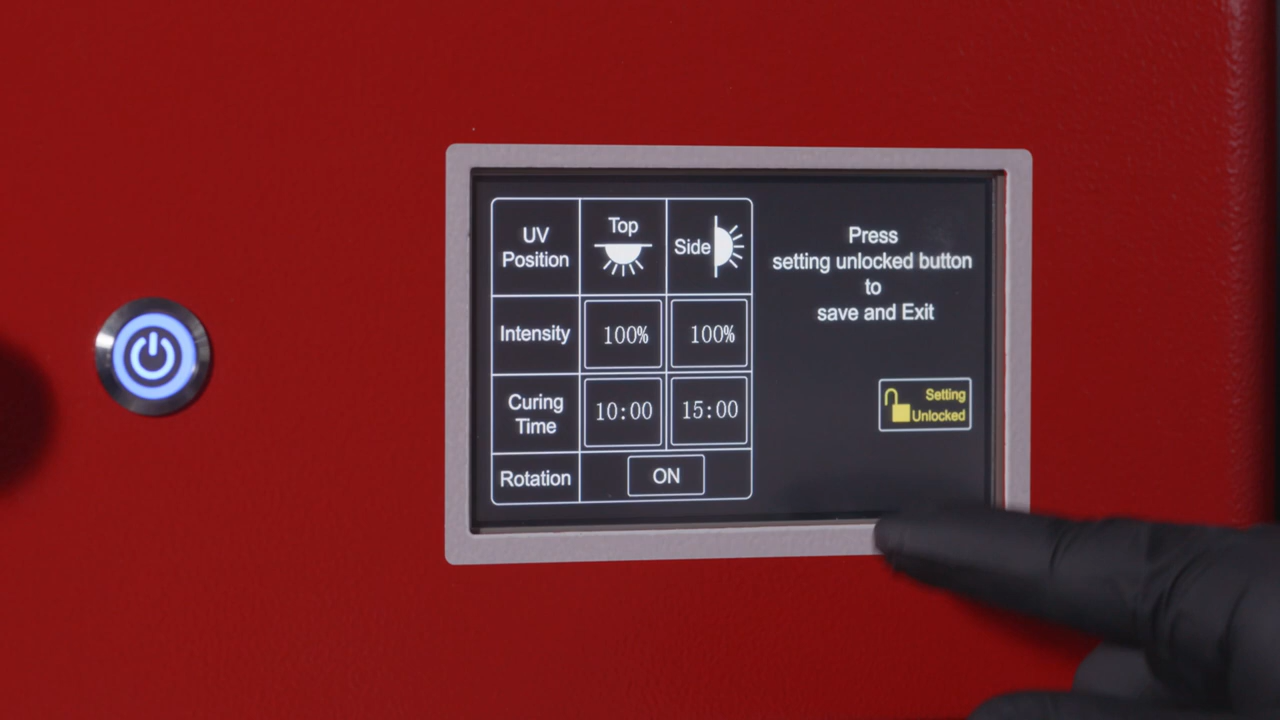 UV
Position
Top
Side
Intensity
100%
100%
Curing
Time
10:00
15:00
Rotation
ON
Press
setting unlocked button
to
save and Exit
Setting
Unlocked